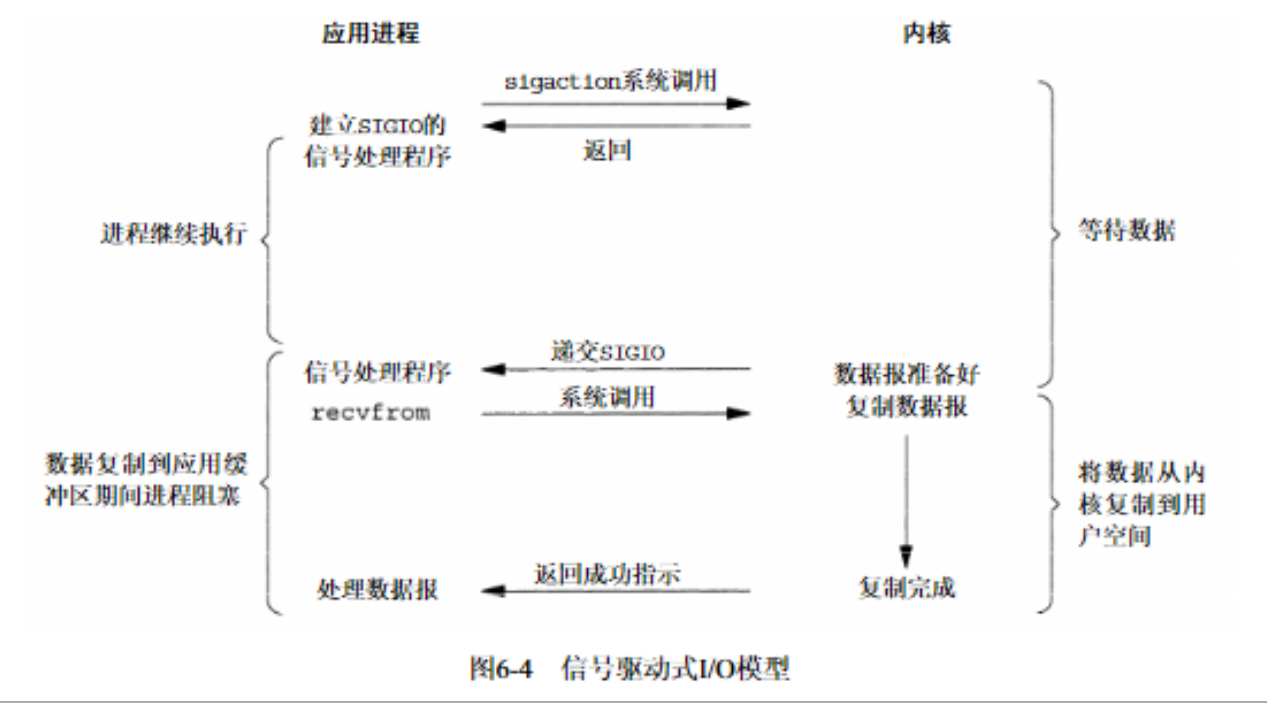 应用进程
内核
sigaction系统调用
建立SIGIO的
信号处理程序
返回
进程继续执行
等待数据
递交SIGIO
信号处理程序
数据报准备好
recvfrom
系统调用
复制数据报
数据复制到应用缓
冲区期间进程阻塞
将数据从内
核复制到用
户空间
处理数据报
返回成功指示
复制完成
图6-4 信号驱动式I/O模型